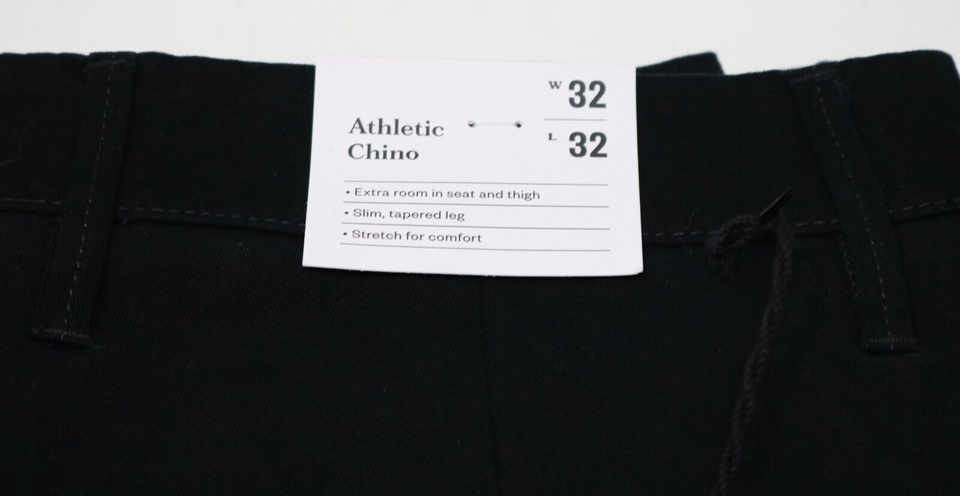 W 32
L 32
Athletic
Chino
• Extra room in seat and thigh
• Slim, tapered leg
• Stretch for comfort